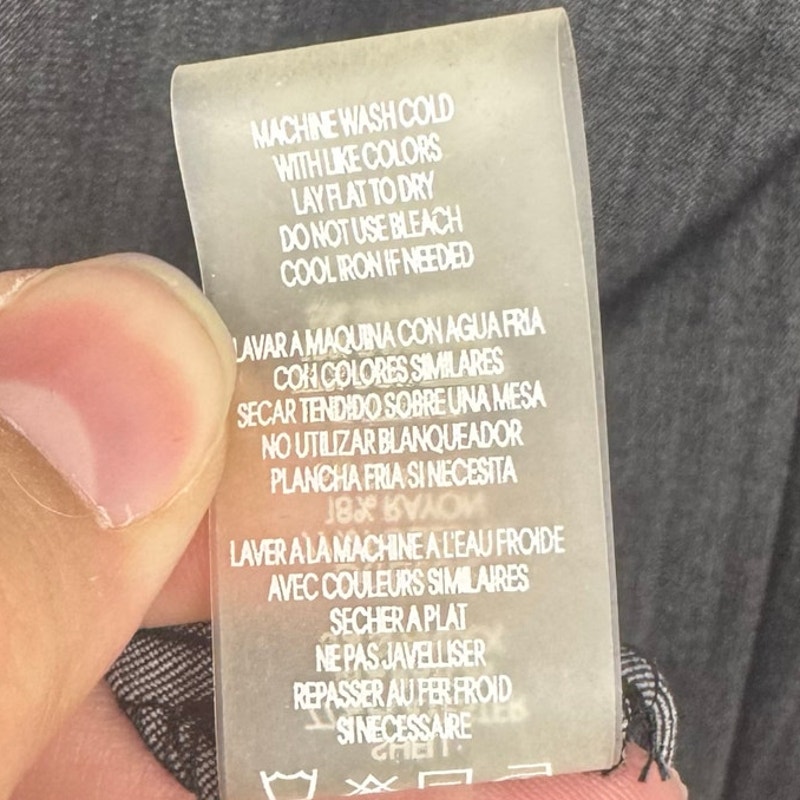 MACHINE WASH COLD
WITH LIKE COLORS
LAY FLAT TO DRY
DO NOT USE BLEACH
COOL IRON IF NEEDED
LAVAR A MAQUINA CON AGUA FRIA
CON COLORES SIMILARES
SECAR TENDIDO SOBRE UNA MESA
NO UTILIZAR BLANQUEADOR
PLANCHA FRIA SI NECESITA
18% RAYON
LAVER A LA MACHINE A L'EAU FROIDE
AVEC COULEURS SIMILAIRES
SECHER A PLAT
NE PAS JAVELLISER
REPASSER AU FER FROID
SI NECESSAIRE
SHELL: